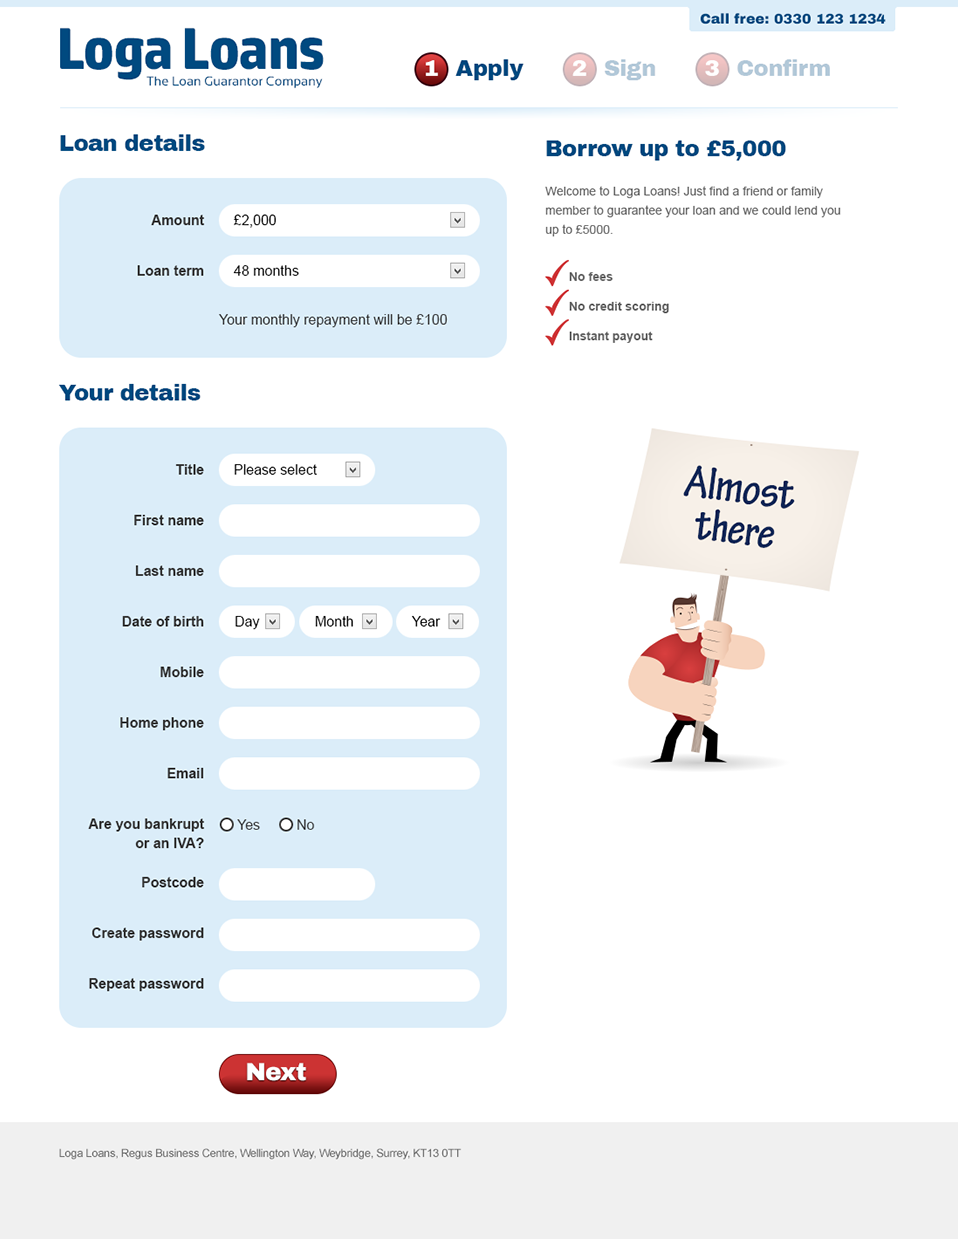 Call free: 0330 123 1234
Loga Loans
The Loan Guarantor Company
1 Apply
2 Sign
3 Confirm
Loan details
Amount £2,000
Loan term 48 months
Your monthly repayment will be £100
Borrow up to £5,000
Welcome to Loga Loans! Just find a friend or family
member to guarantee your loan and we could lend you
up to £5000.
No fees
No credit scoring
Instant payout
Your details
Title Please select
First name
Last name
Date of birth Day Month Year
Mobile
Home phone
Email
Are you bankrupt
or an IVA?
Yes No
Postcode
Create password
Repeat password
Almost
there
Next
Loga Loans, Regus Business Centre, Wellington Way, Weybridge, Surrey, KT13 0TT